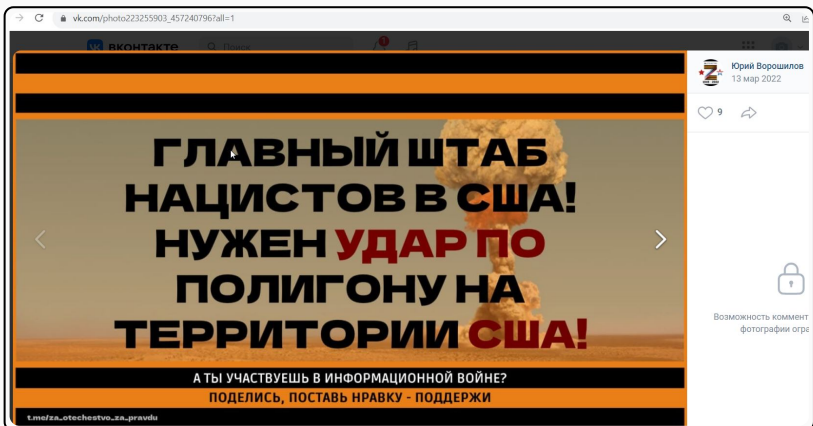 vk.com/photo223255903_457240796?all=1
вконтакте
Поиск
Юрий Ворошилов
13 мар 2022
9
ГЛАВНЫЙ ШТАБ
НАЦИСТОВ В США!
НУЖЕН УДАР ПО
ПОЛИГОНУ НА
ТЕРРИТОРИИ США!
Возможность коммент
фотографии огра
А ТЫ УЧАСТВУЕШЬ В ИНФОРМАЦИОННОЙ ВОЙНЕ?
ПОДЕЛИСЬ, ПОСТАВЬ НРАВКУ - ПОДДЕРЖИ
t.me/za_otechestvo_za_pravdu